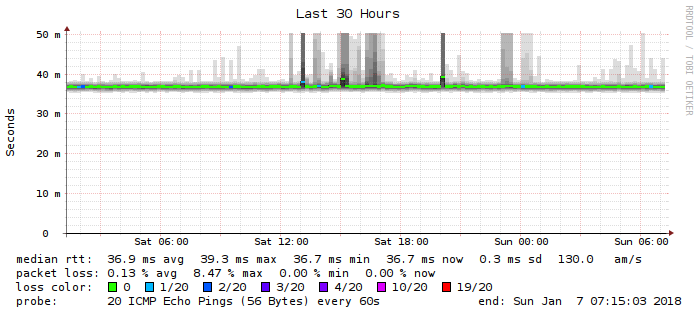 Last 30 Hours
RRDTOOL / TOBI OETIKER
Seconds
50 m
40 m
30 m
20 m
10 m
0
Sat 06:00 Sat 12:00 Sat 18:00 Sun 00:00 Sun 06:00
median rtt: 36.9 ms avg 39.3 ms max 36.7 ms min 36.7 ms now 0.3 ms sd 130.0 am/s
packet loss: 0.13 % avg 8.47 % max 0.00 % min 0.00 % now
loss color: 0 1/20 2/20 3/20 4/20 10/20 19/20
probe: 20 ICMP Echo Pings (56 Bytes) every 60s end: Sun Jan 7 07:15:03 2018